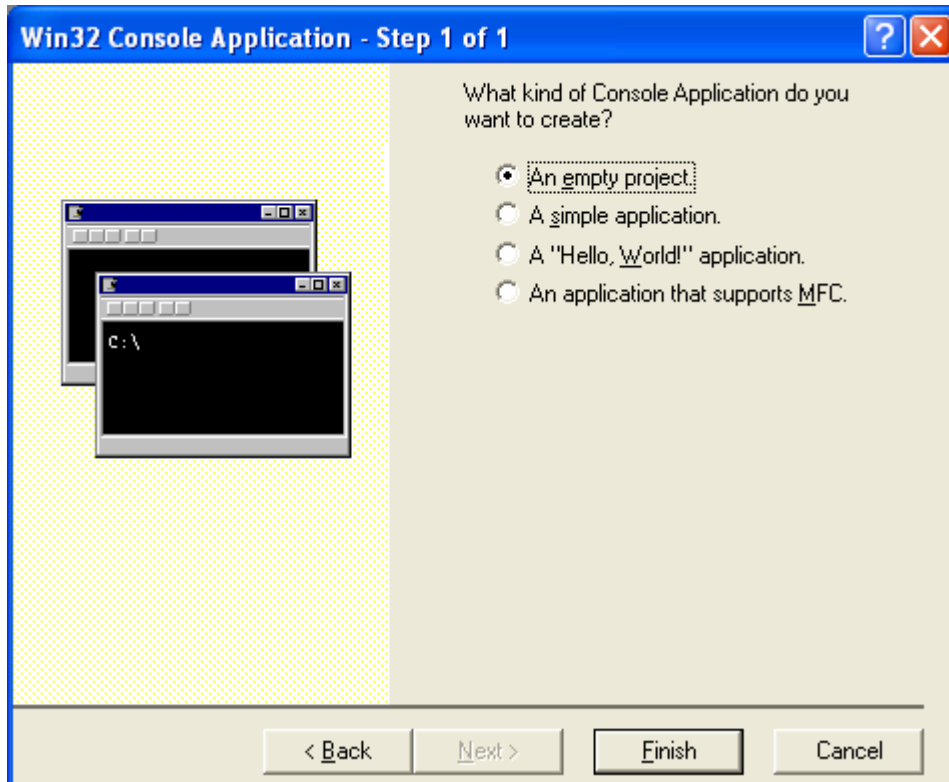 Win32 Console Application - Step 1 of 1
What kind of Console Application do you
want to create?
An empty project.
A simple application.
A "Hello, World!" application.
An application that supports MFC.
C:\
< Back
Next >
Finish
Cancel